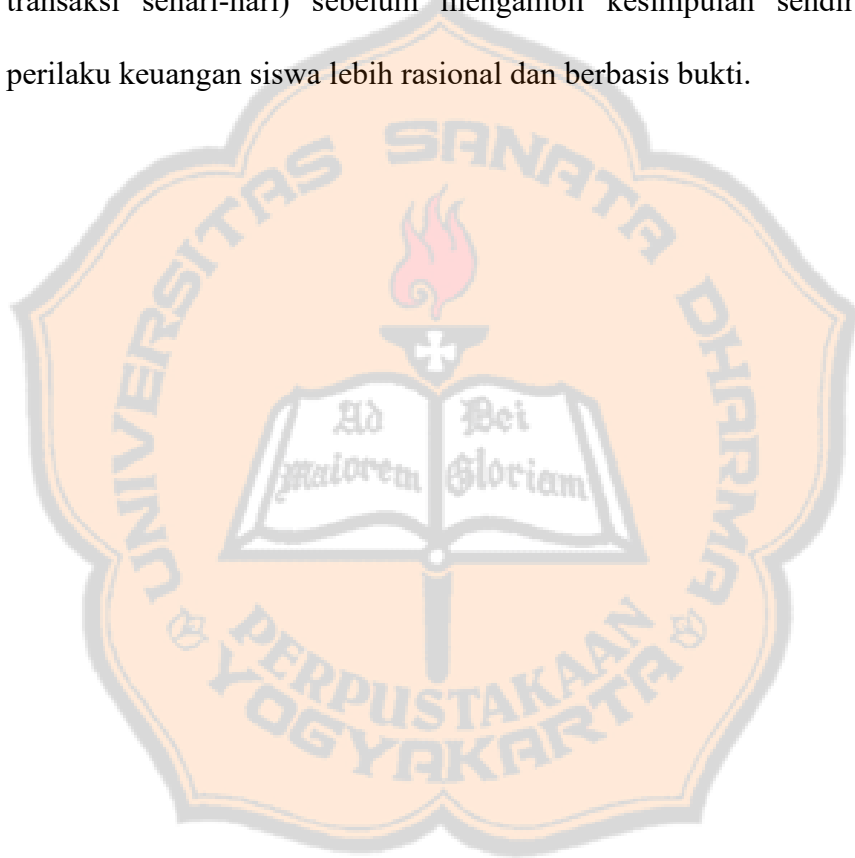 transaksi sehari-hari) sebelum mengambil kesimpulan
perilaku keuangan siswa lebih rasional dan berbasis bukti.
UNIVERSITAS SANATA DHARMA
Ad Dei
Maiorem Gloriam
PERPUSTAKAAN
YOGYAKARTA